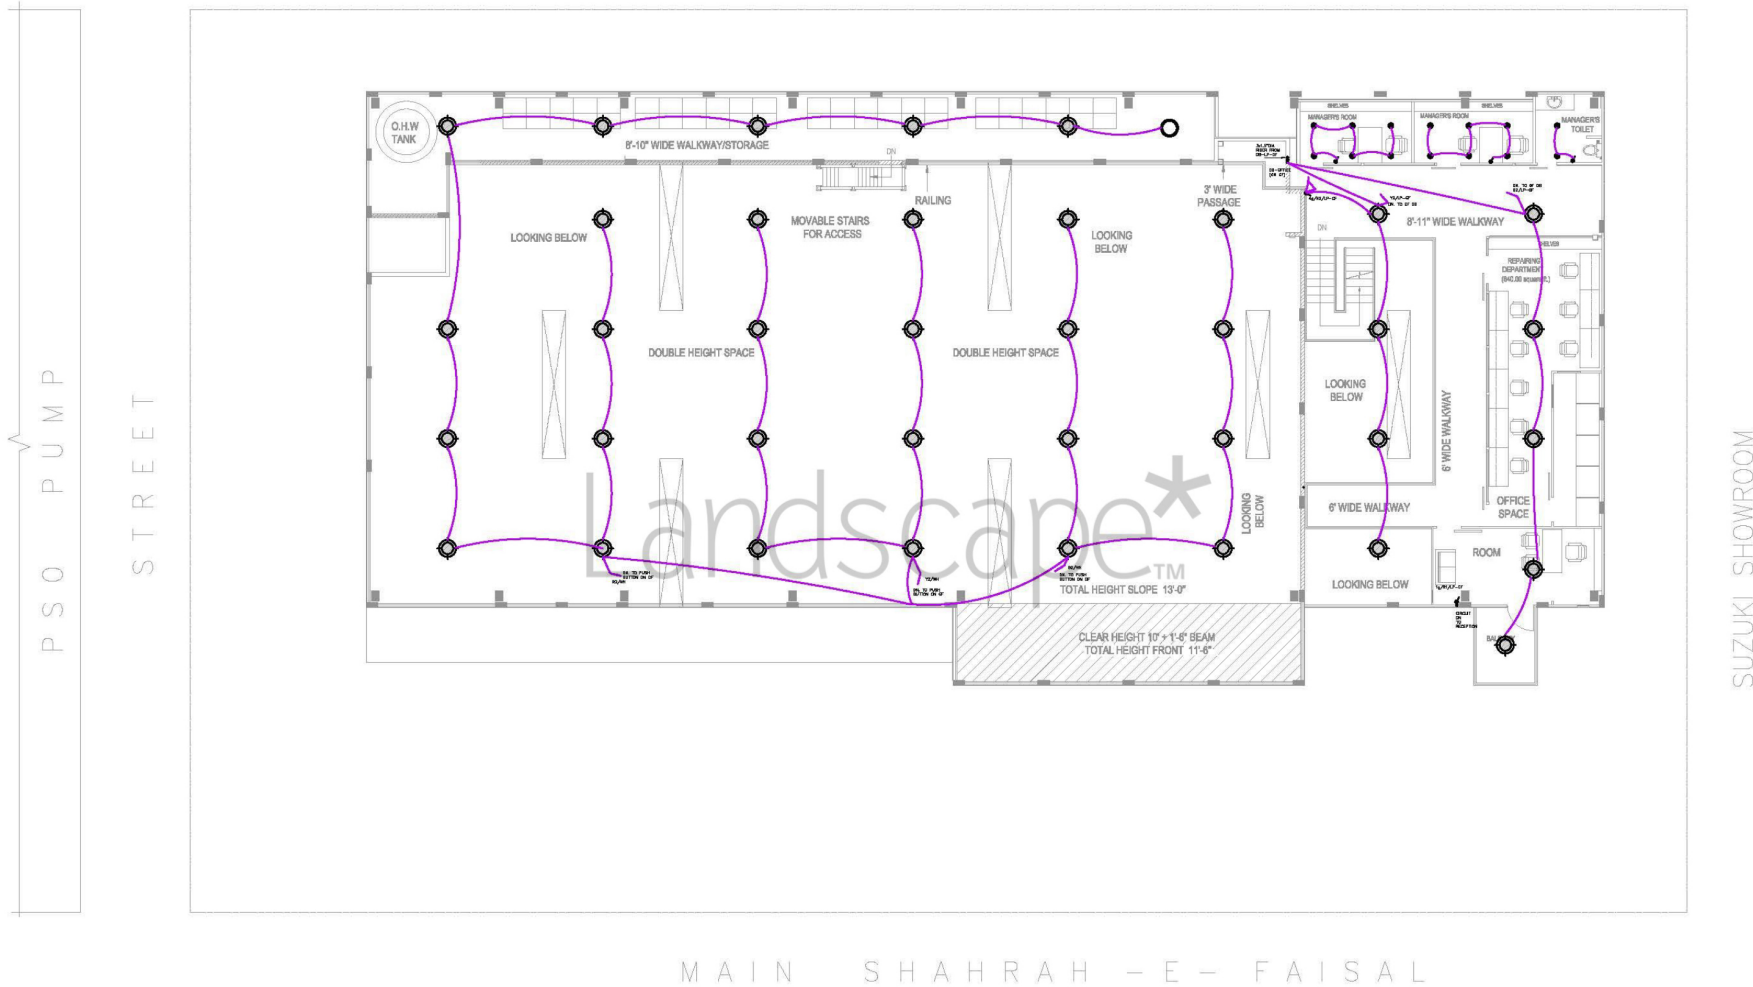 PSO PUMP
STREET
O.H.W
TANK
8'-10" WIDE WALKWAY/STORAGE
DN
RAILING
MOVABLE STAIRS
FOR ACCESS
LOOKING BELOW
LOOKING
BELOW
3' WIDE
PASSAGE
SHELVES
MANAGER'S ROOM
SHELVES
MANAGER'S ROOM
MANAGER'S
TOILET
8'-11" WIDE WALKWAY
DN
SHELVES
REPAIRING
DEPARTMENT
DOUBLE HEIGHT SPACE
DOUBLE HEIGHT SPACE
LOOKING
BELOW
6' WIDE WALKWAY
6' WIDE WALKWAY
OFFICE
SPACE
LOOKING
BELOW
ROOM
LOOKING BELOW
Landscape*™
TOTAL HEIGHT SLOPE 13'-0"
CLEAR HEIGHT 10' + 1'-6" BEAM
TOTAL HEIGHT FRONT 11'-6"
SUZUKI SHOWROOM
MAIN SHAHRAH -E- FAISAL